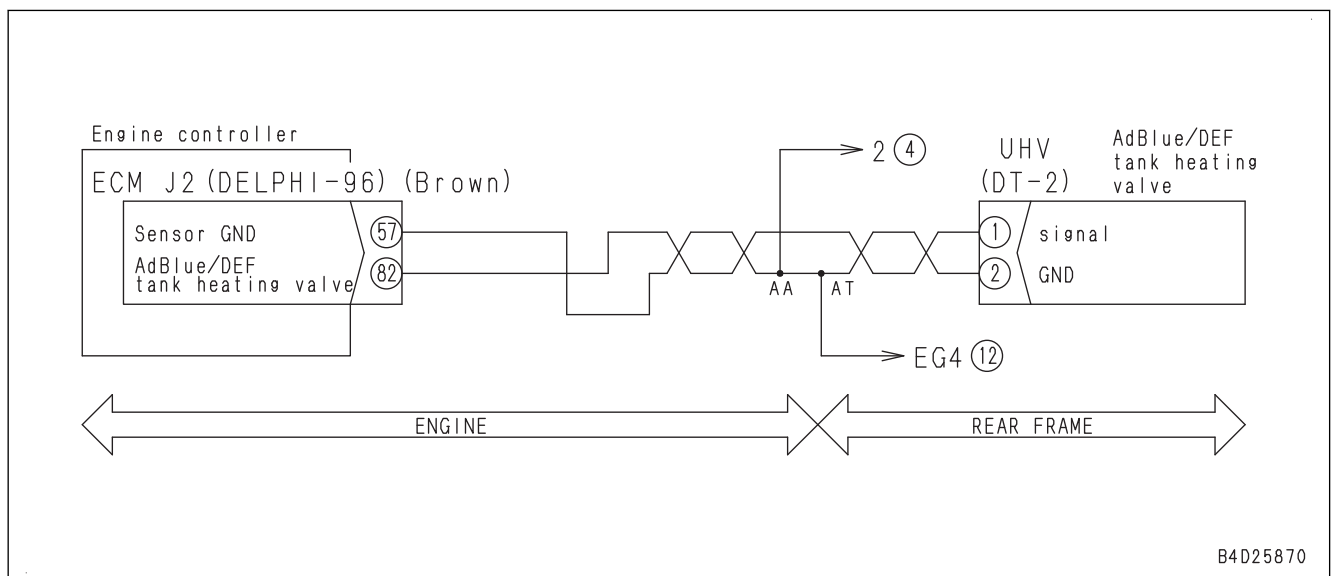 Engine controller
ECM J2(DELPHI-96)(Brown)
Sensor GND
57
AdBlue/DEF
tank heating valve
82
2 4
AA
AT
EG4 12
UHV
(DT-2)
AdBlue/DEF
tank heating
valve
1
signal
2
GND
ENGINE
REAR FRAME
B4D25870